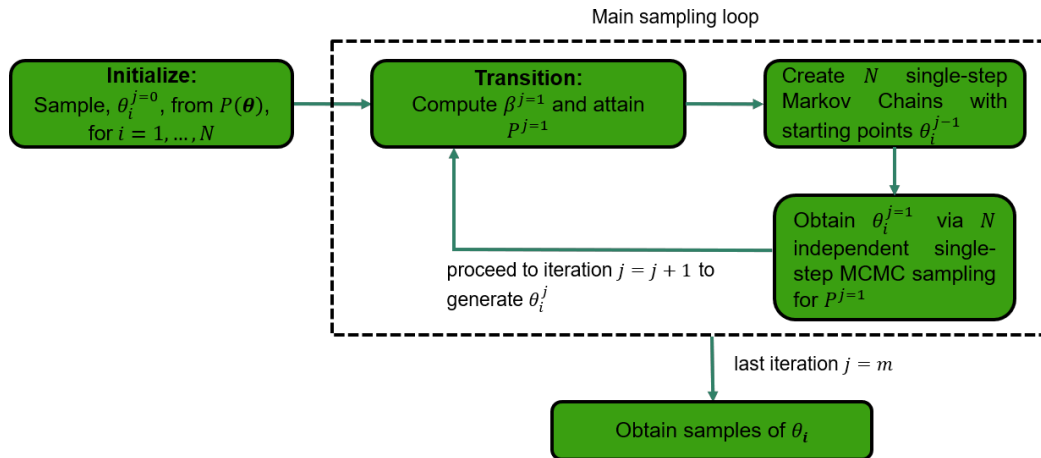 Main sampling loop
Initialize:
Sample, θ_i^{j=0}, from P(𝜽),
for i = 1, … , N
Transition:
Compute β^{j=1} and attain
P^{j=1}
Create N single-step
Markov Chains with
starting points θ_i^{j−1}
Obtain θ_i^{j=1} via N
independent single-
step MCMC sampling
for P^{j=1}
proceed to iteration j = j + 1 to
generate θ_i^j
last iteration j = m
Obtain samples of θ_𝒊